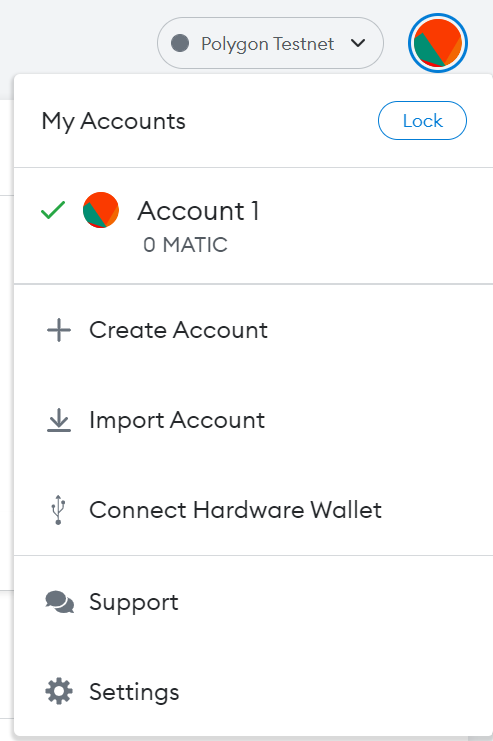 Polygon Testnet
My Accounts
Lock
Account 1
0 MATIC
Create Account
Import Account
Connect Hardware Wallet
Support
Settings